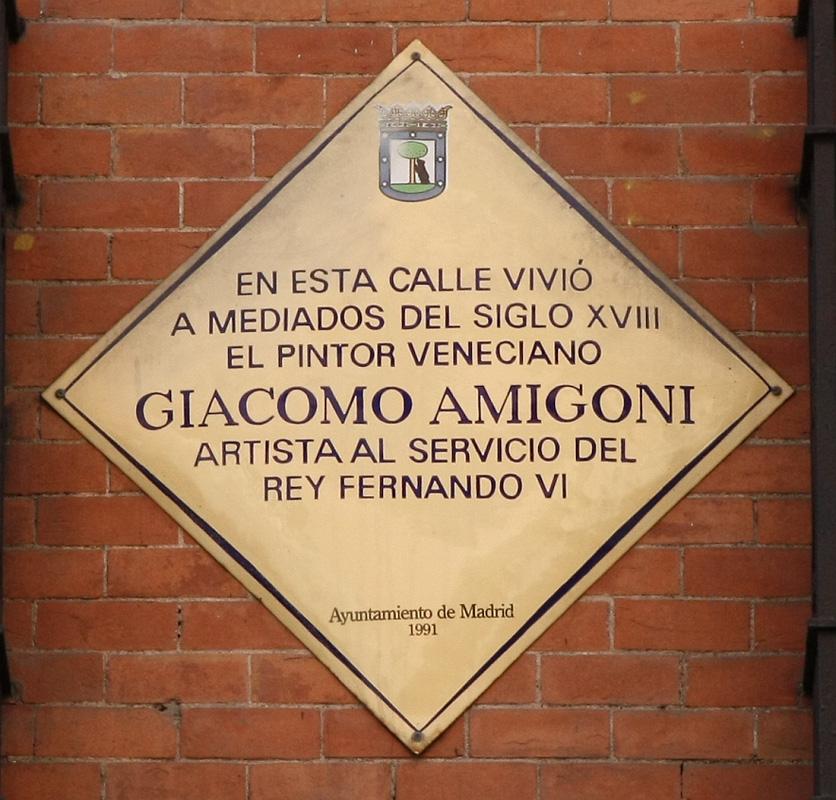 EN ESTA CALLE VIVIÓ
A MEDIADOS DEL SIGLO XVIII
EL PINTOR VENECIANO
GIACOMO AMIGONI
ARTISTA AL SERVICIO DEL
REY FERNANDO VI
Ayuntamiento de Madrid
1991